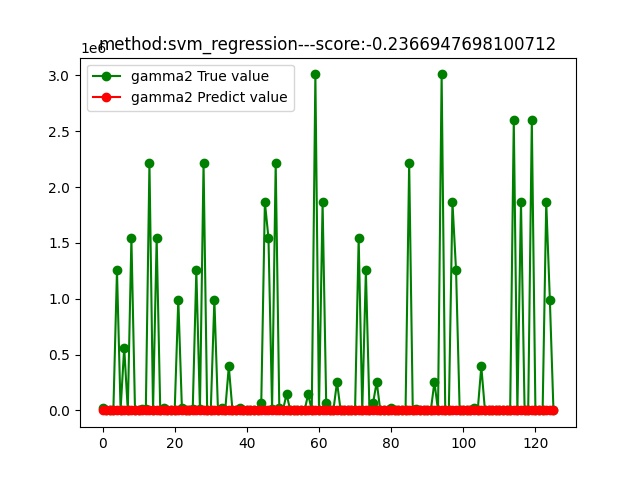 method:svm_regression---score:-0.2366947698100712
1e6
gamma2 True value
gamma2 Predict value
3.0
2.5
2.0
1.5
1.0
0.5
0.0
0 20 40 60 80 100 120